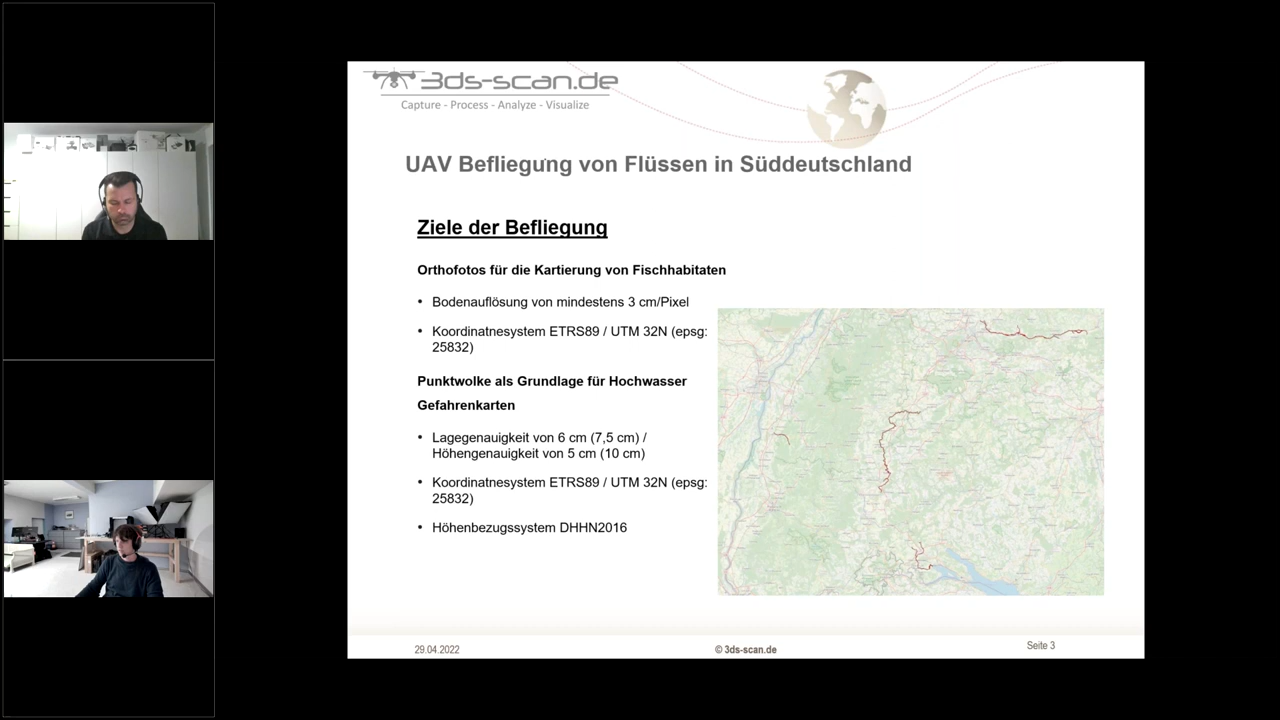 3ds-scan.de
Capture - Process - Analyze - Visualize
UAV Befliegung von Flüssen in Süddeutschland
Ziele der Befliegung
Orthofotos für die Kartierung von Fischhabitaten
• Bodenauflösung von mindestens 3 cm/Pixel
• Koordinatnesystem ETRS89 / UTM 32N (epsg:
25832)
Punktwolke als Grundlage für Hochwasser
Gefahrenkarten
• Lagegenauigkeit von 6 cm (7,5 cm) /
Höhengenauigkeit von 5 cm (10 cm)
• Koordinatnesystem ETRS89 / UTM 32N (epsg:
25832)
• Höhenbezugssystem DHHN2016
29.04.2022
© 3ds-scan.de
Seite 3